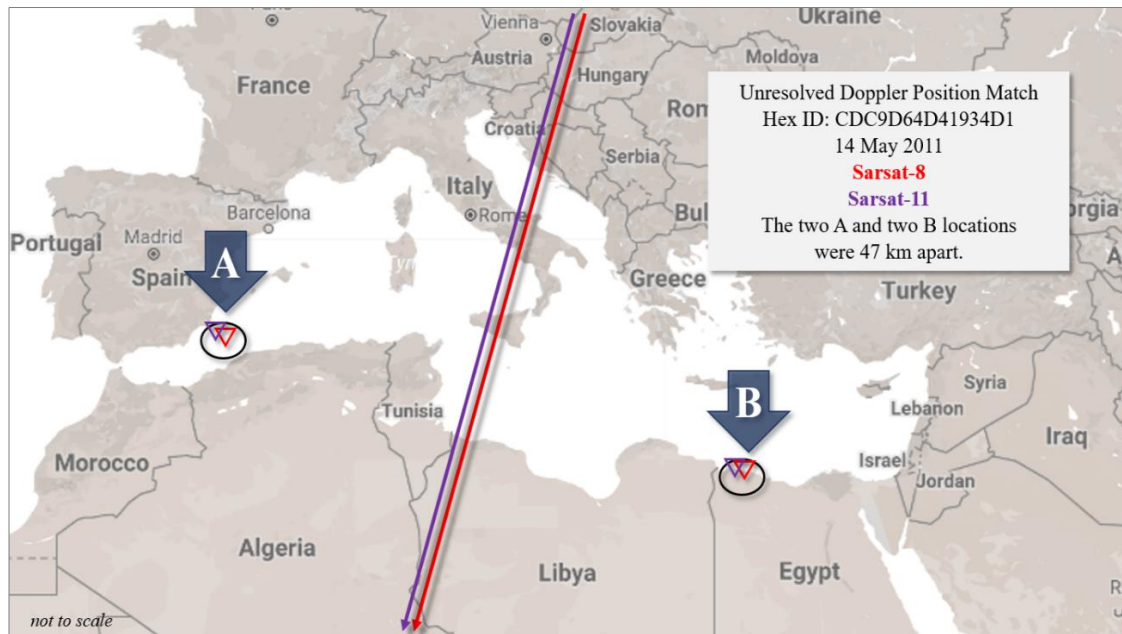 Paris
Vienna
Slovakia
Ukraine
Austria
France
Hungary
Moldova
Unresolved Doppler Position Match
Hex ID: CDC9D64D41934D1
14 May 2011
Sarsat-8
Sarsat-11
The two A and two B locations
were 47 km apart.
Croatia
Rom
Serbia
Italy
Barcelona
Rome
Bul
orgia
Portugal
Madrid
Spain
A
Greece
Turkey
A
B
Syria
Tunisia
Lebanon
Iraq
Morocco
Israel
Jordan
Algeria
Libya
Egypt
not to scale